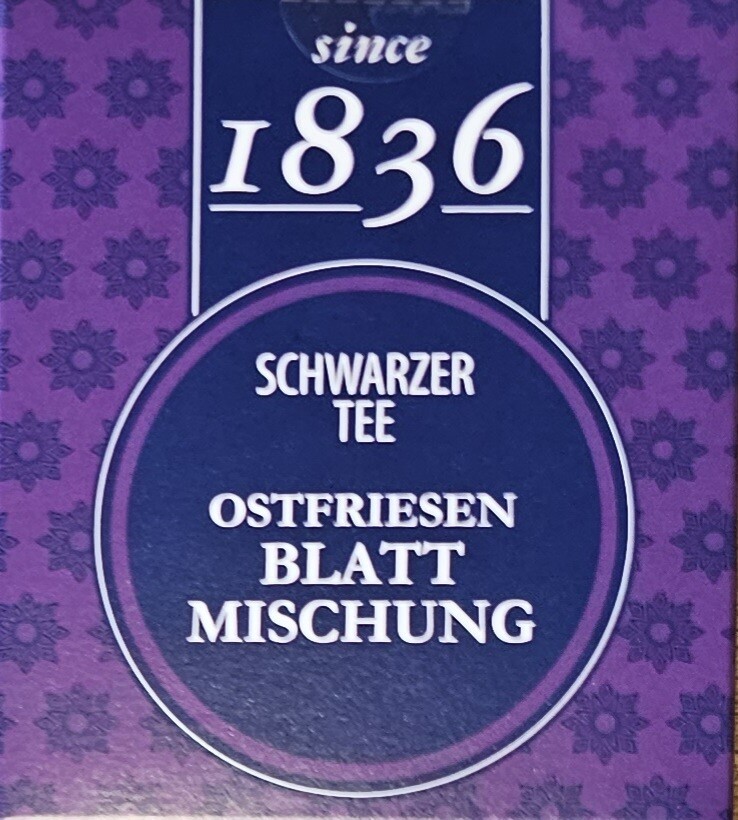 since
1836
SCHWARZER
TEE
OSTFRIESEN
BLATT
MISCHUNG